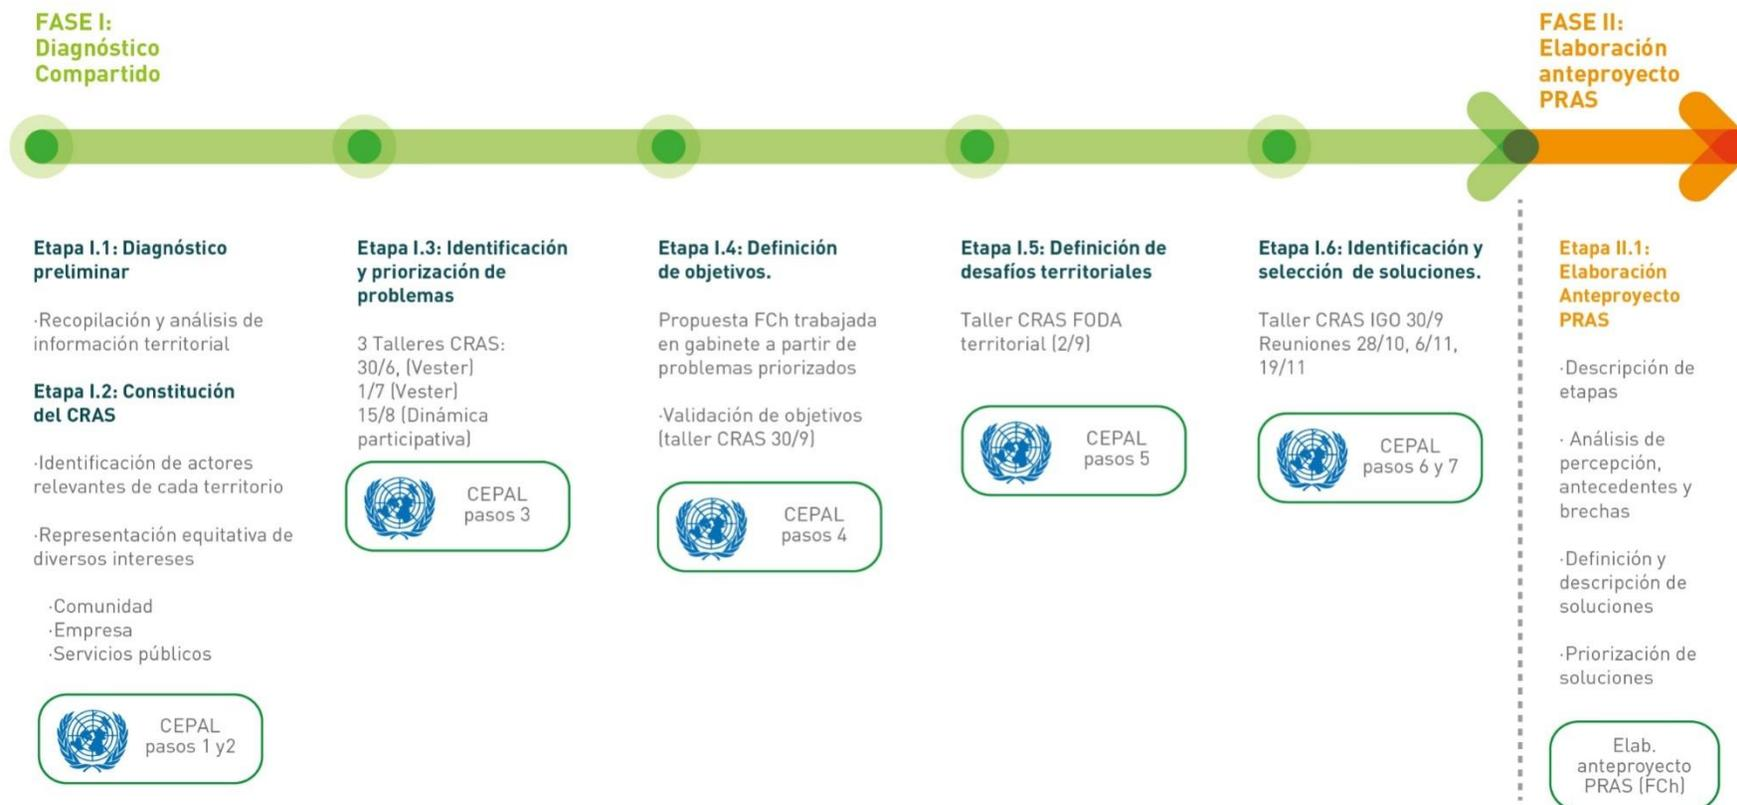 FASE I:
Diagnóstico
Compartido
FASE II:
Elaboración
anteproyecto
PRAS
Etapa I.1: Diagnóstico
preliminar
·Recopilación y análisis de
información territorial
Etapa I.2: Constitución
del CRAS
·Identificación de actores
relevantes de cada territorio
·Representación equitativa de
diversos intereses
·Comunidad
·Empresa
·Servicios públicos
CEPAL
pasos 1 y2
Etapa I.3: Identificación
y priorización de
problemas
3 Talleres CRAS:
30/6, (Vester)
1/7 (Vester)
15/8 (Dinámica
participativa)
CEPAL
pasos 3
Etapa I.4: Definición
de objetivos.
Propuesta FCh trabajada
en gabinete a partir de
problemas priorizados
·Validación de objetivos
(taller CRAS 30/9)
CEPAL
pasos 4
Etapa I.5: Definición de
desafíos territoriales
Taller CRAS FODA
territorial (2/9)
CEPAL
pasos 5
Etapa I.6: Identificación y
selección de soluciones.
Taller CRAS IGO 30/9
Reuniones 28/10, 6/11,
19/11
CEPAL
pasos 6 y 7
Etapa II.1:
Elaboración
Anteproyecto
PRAS
·Descripción de
etapas
· Análisis de
percepción,
antecedentes y
brechas
·Definición y
descripción de
soluciones
·Priorización de
soluciones
Elab.
anteproyecto
PRAS (FCh)